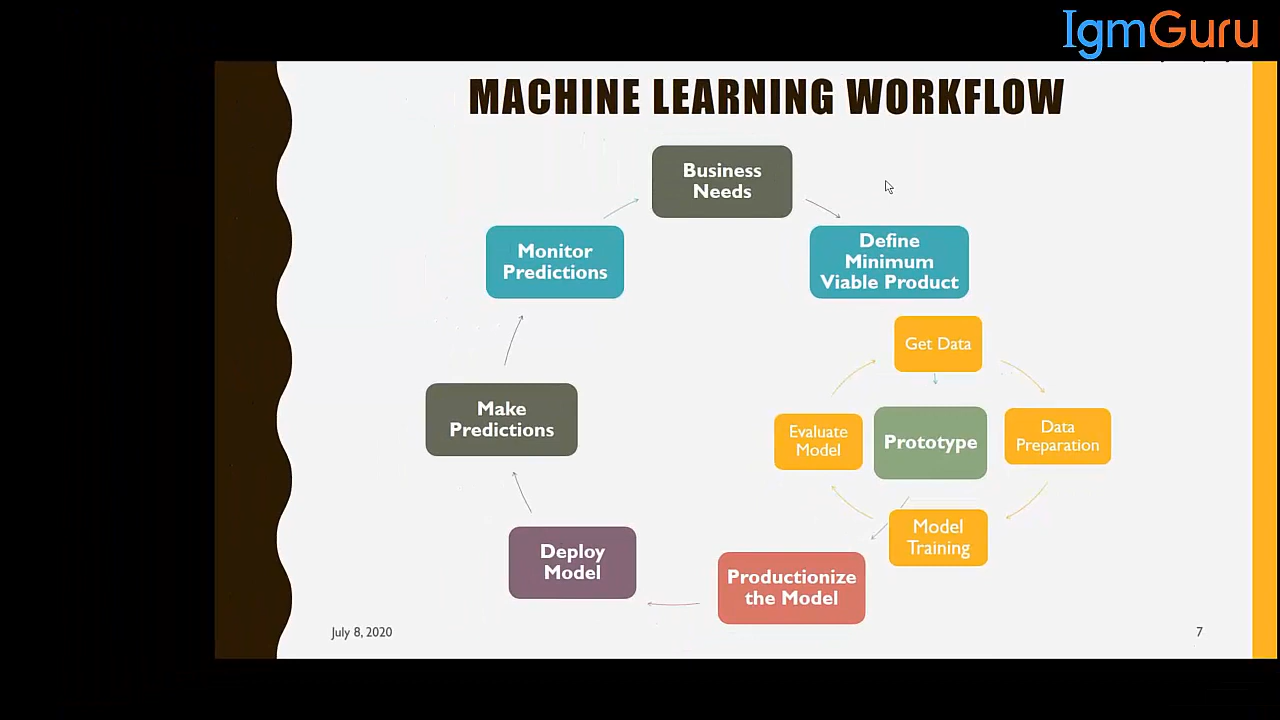 IgmGuru
MACHINE LEARNING WORKFLOW
Business
Needs
Define
Minimum
Viable Product
Get Data
Data
Preparation
Model
Training
Evaluate
Model
Prototype
Productionize
the Model
Deploy
Model
Make
Predictions
Monitor
Predictions
July 8, 2020
7